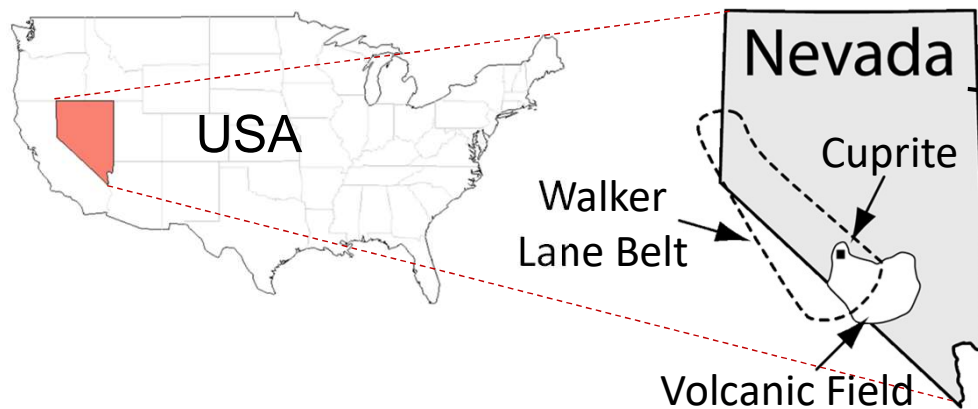 USA
Nevada
Cuprite
Walker
Lane Belt
Volcanic Field